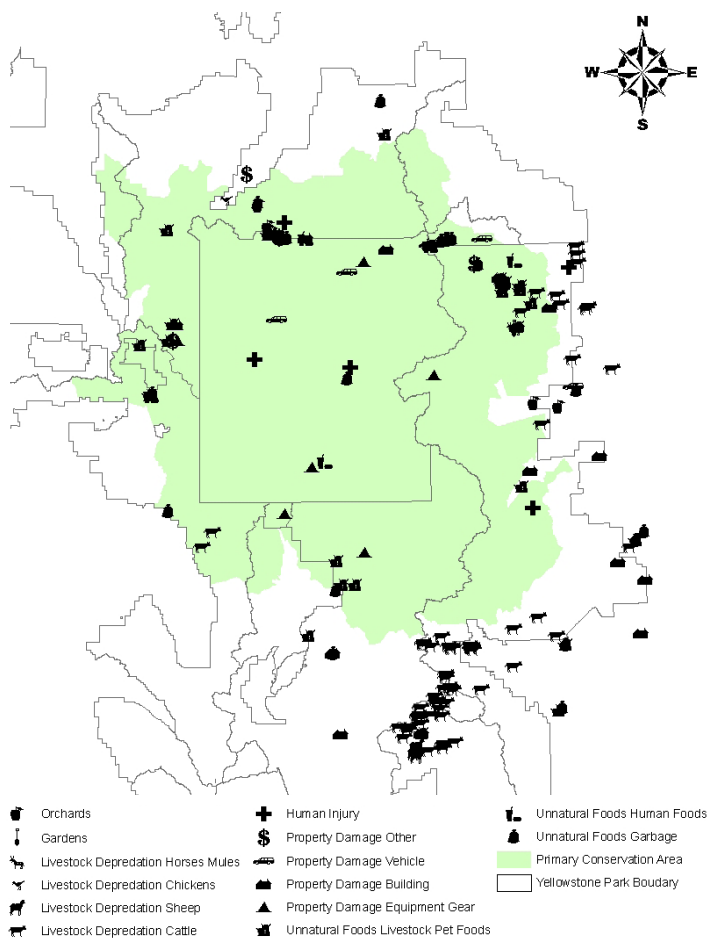 N
W E
S
$
$
$
Orchards
Gardens
Livestock Depredation Horses Mules
Livestock Depredation Chickens
Livestock Depredation Sheep
Livestock Depredation Cattle
Human Injury
$ Property Damage Other
Property Damage Vehicle
Property Damage Building
Property Damage Equipment Gear
Unnatural Foods Livestock Pet Foods
Unnatural Foods Human Foods
Unnatural Foods Garbage
Primary Conservation Area
Yellowstone Park Boudary